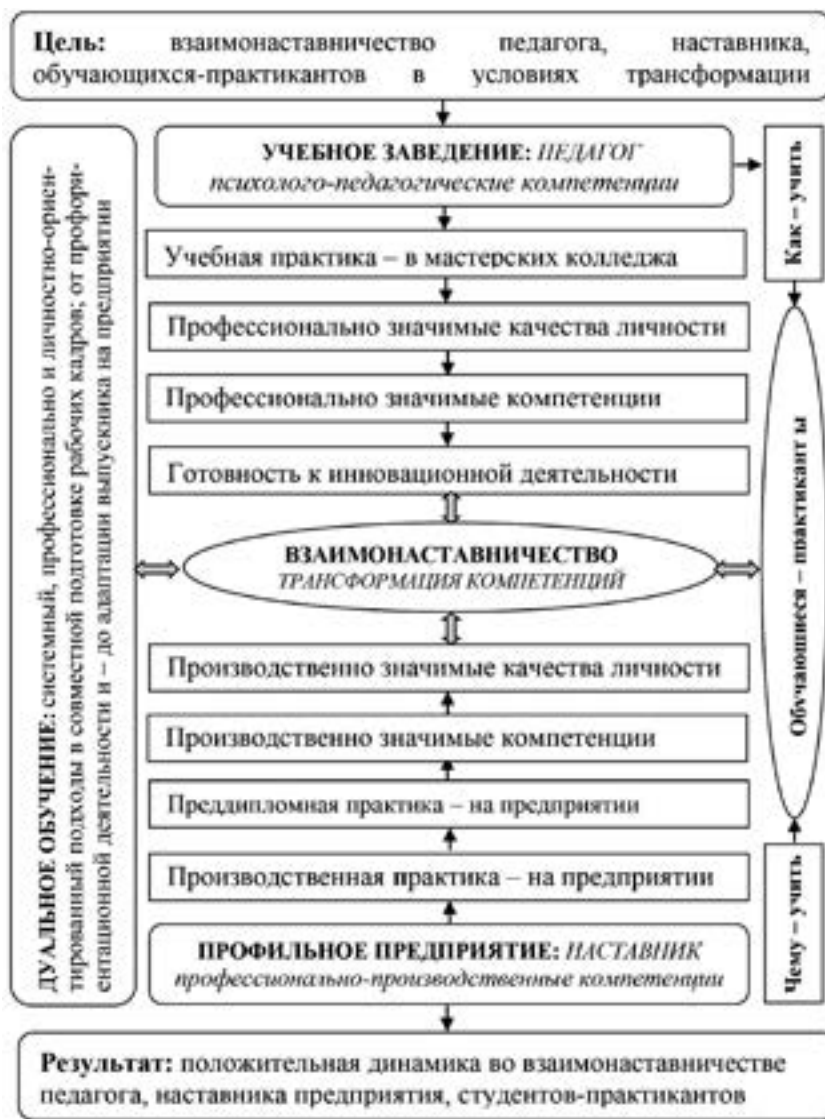 Цель: взаимонаставничество педагога, наставника,
обучающихся-практикантов в условиях трансформации
ДУАЛЬНОЕ ОБУЧЕНИЕ: системный, профессионально и личностно-ориен-
тированный подходы в совместной подготовке рабочих кадров; от профори-
ентационной деятельности и – до адаптации выпускника на предприятии
УЧЕБНОЕ ЗАВЕДЕНИЕ: ПЕДАГОГ
психолого-педагогические компетенции
Как – учить
Учебная практика – в мастерских колледжа
Профессионально значимые качества личности
Профессионально значимые компетенции
Готовность к инновационной деятельности
ВЗАИМОНАСТАВНИЧЕСТВО
ТРАНСФОРМАЦИЯ КОМПЕТЕНЦИЙ
Обучающиеся – практикант ы
Производственно значимые качества личности
Производственно значимые компетенции
Преддипломная практика – на предприятии
Производственная практика – на предприятии
Чему – учить
ПРОФИЛЬНОЕ ПРЕДПРИЯТИЕ: НАСТАВНИК
профессионально-производственные компетенции
Результат: положительная динамика во взаимонаставничестве
педагога, наставника предприятия, студентов-практикантов